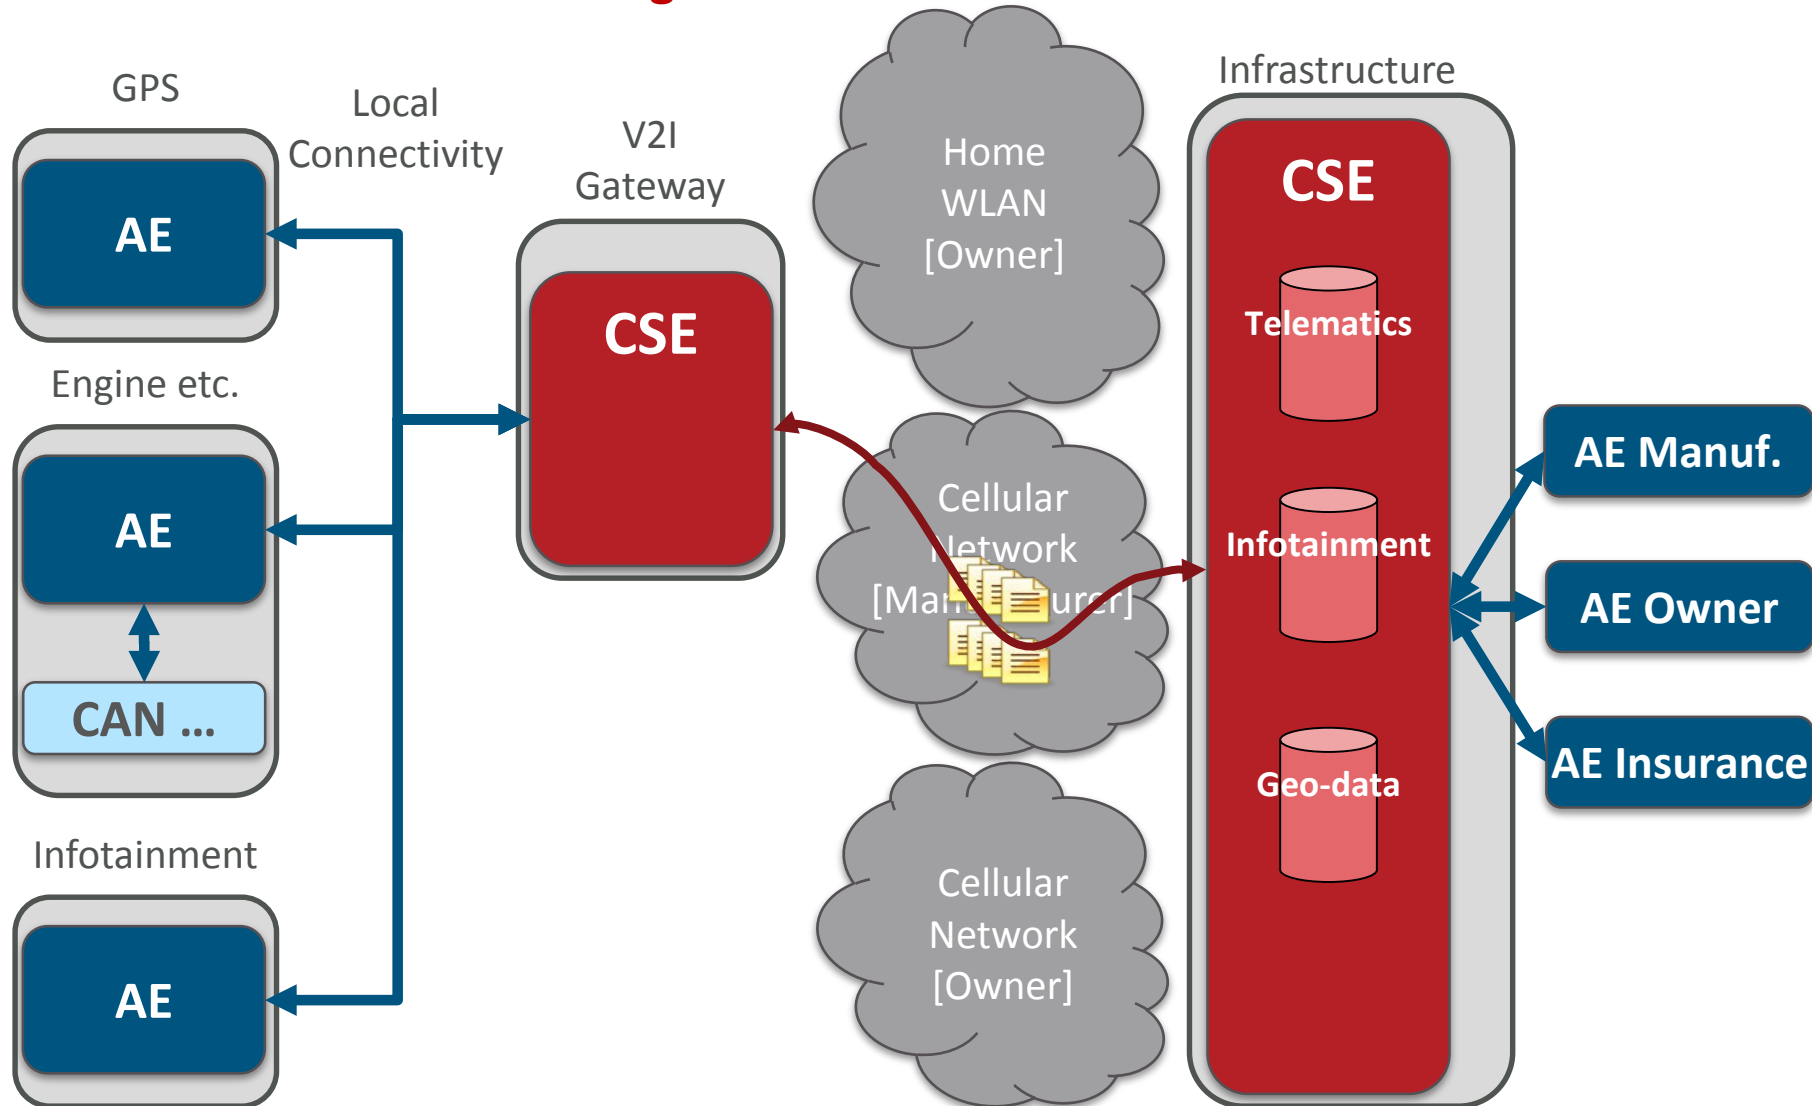 g
GPS
AE
Local
Connectivity
V2I
Gateway
CSE
Engine etc.
AE
CAN ...
Infotainment
AE
Home
WLAN
[Owner]
Cellular
Network
Cellular
Network
[Owner]
Infrastructure
CSE
Telematics
Infotainment
Geo-data
AE Manuf.
AE Owner
AE Insurance